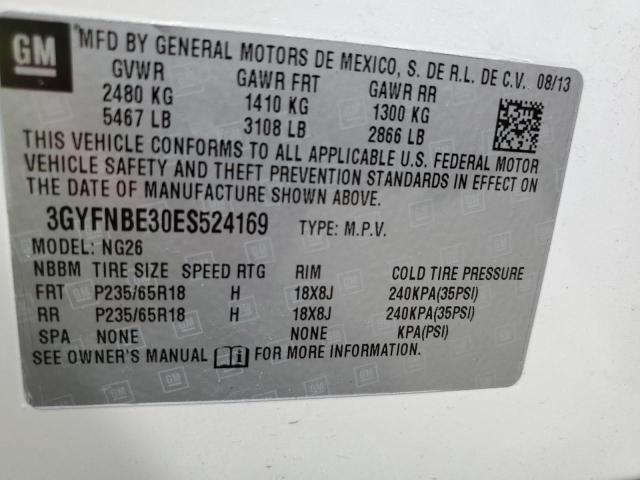 GM
*MFD BY GENERAL MOTORS DE MEXICO, S. DE R.L. DE C.V. 08/13
GVWR GAWR FRT GAWR RR
2480 KG 1410 KG 1300 KG
5467 LB 3108 LB 2866 LB
THIS VEHICLE CONFORMS TO ALL APPLICABLE U.S. FEDERAL MOTOR
VEHICLE SAFETY AND THEFT PREVENTION STANDARDS IN EFFECT ON
THE DATE OF MANUFACTURE SHOWN ABOVE.
3GYFNBE30ES524169 TYPE: M.P.V.
MODEL: NG26
NBBM TIRE SIZE SPEED RTG RIM COLD TIRE PRESSURE
FRT P235/65R18 H 18X8J 240KPA(35PSI)
RR P235/65R18 H 18X8J 240KPA(35PSI)
SPA NONE NONE KPA(PSI)
SEE OWNER'S MANUAL FOR MORE INFORMATION.